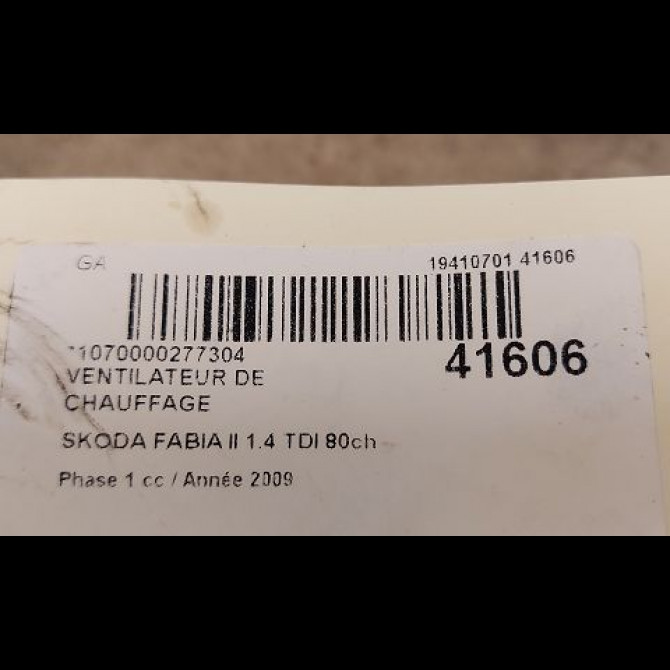 GA
19410701 41606
1070000277304
41606
VENTILATEUR DE
CHAUFFAGE
SKODA FABIA II 1.4 TDI 80ch
Phase 1 cc / Année 2009